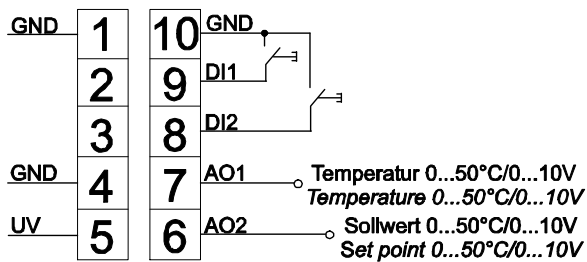 GND 1 10 GND
2 9 DI1
3 8 DI2
GND 4 7 AO1 Temperatur 0...50°C/0...10V
Temperature 0...50°C/0...10V
UV 5 6 AO2 Sollwert 0...50°C/0...10V
Set point 0...50°C/0...10V